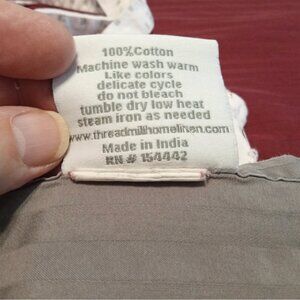 100%Cotton
Machine wash warm
Like colors
delicate cycle
do not bleach
tumble dry low heat
steam iron as needed
www.threadmillhomelinen.com
Made in India
RN # 154442